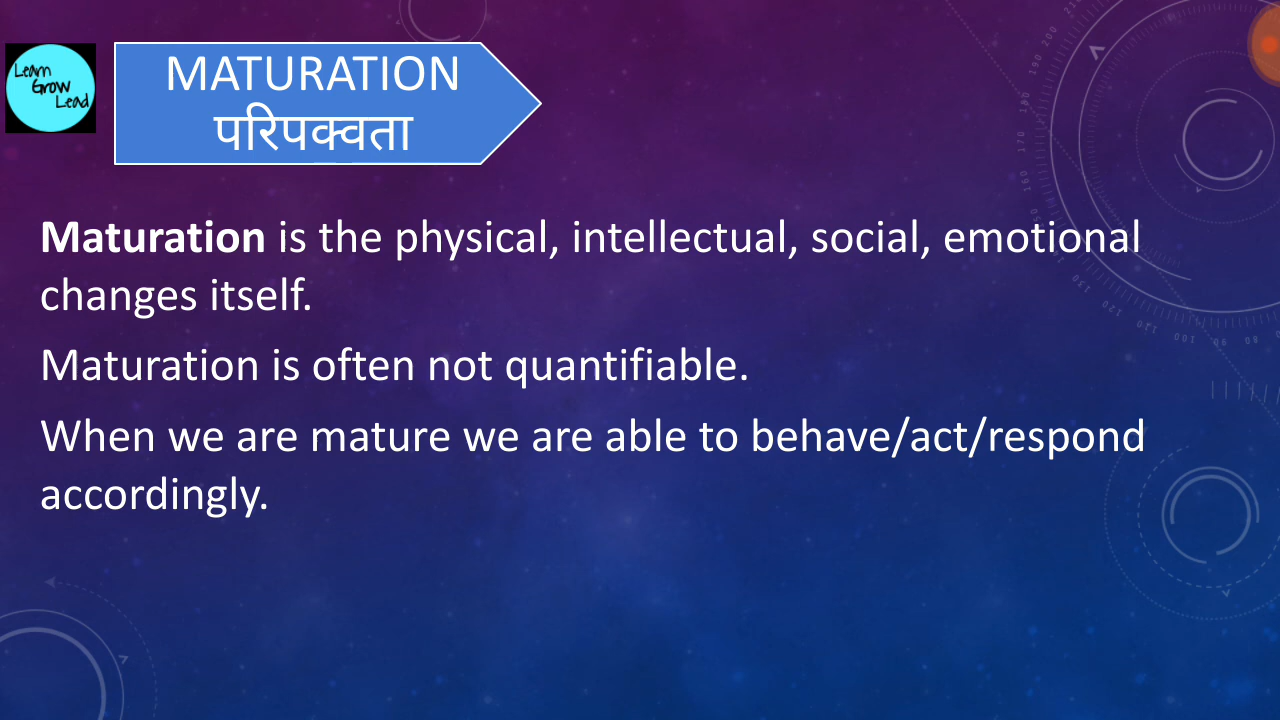 Learn
Grow
Lead
MATURATION
परिपक्वता
Maturation is the physical, intellectual, social, emotional
changes itself.
Maturation is often not quantifiable.
When we are mature we are able to behave/act/respond
accordingly.